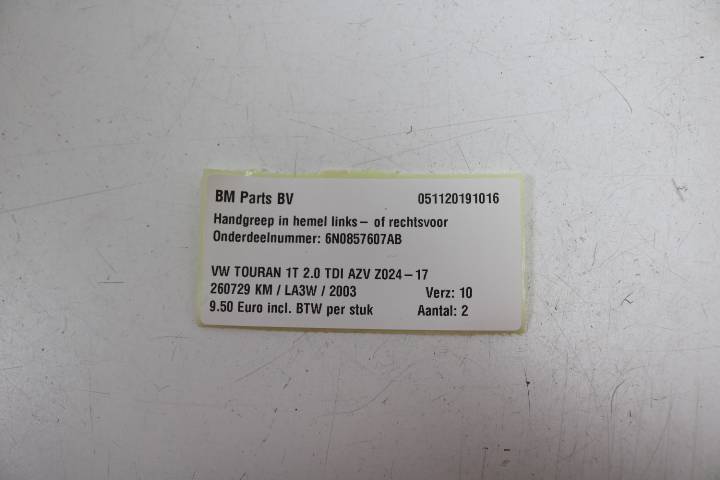 BM Parts BV 051120191016
Handgreep in hemel links- of rechtsvoor
Onderdeelnummer: 6N0857607AB
VW TOURAN 1T 2.0 TDI AZV Z024-17
260729 KM / LA3W / 2003 Verz: 10
9.50 Euro incl. BTW per stuk Aantal: 2